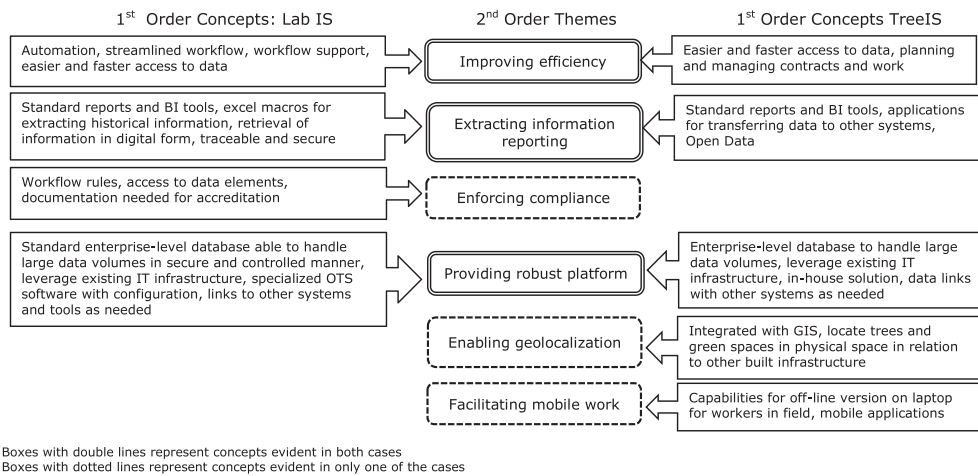 1st Order Concepts: Lab IS
2nd Order Themes
1st Order Concepts TreeIS
Automation, streamlined workflow, workflow support,
easier and faster access to data
Improving efficiency
Easier and faster access to data, planning
and managing contracts and work
Standard reports and BI tools, excel macros for
extracting historical information, retrieval of
information in digital form, traceable and secure
Extracting information
reporting
Standard reports and BI tools, applications
for transferring data to other systems,
Open Data
Workflow rules, access to data elements,
documentation needed for accreditation
Enforcing compliance
Standard enterprise-level database able to handle
large data volumes in secure and controlled manner,
leverage existing IT infrastructure, specialized OTS
software with configuration, links to other systems
and tools as needed
Providing robust platform
Enterprise-level database to handle large
data volumes, leverage existing IT
infrastructure, in-house solution, data links
with other systems as needed
Enabling geolocalization
Integrated with GIS, locate trees and
green spaces in physical space in relation
to other built infrastructure
Facilitating mobile work
Capabilities for off-line version on laptop
for workers in field, mobile applications
Boxes with double lines represent concepts evident in both cases
Boxes with dotted lines represent concepts evident in only one of the cases